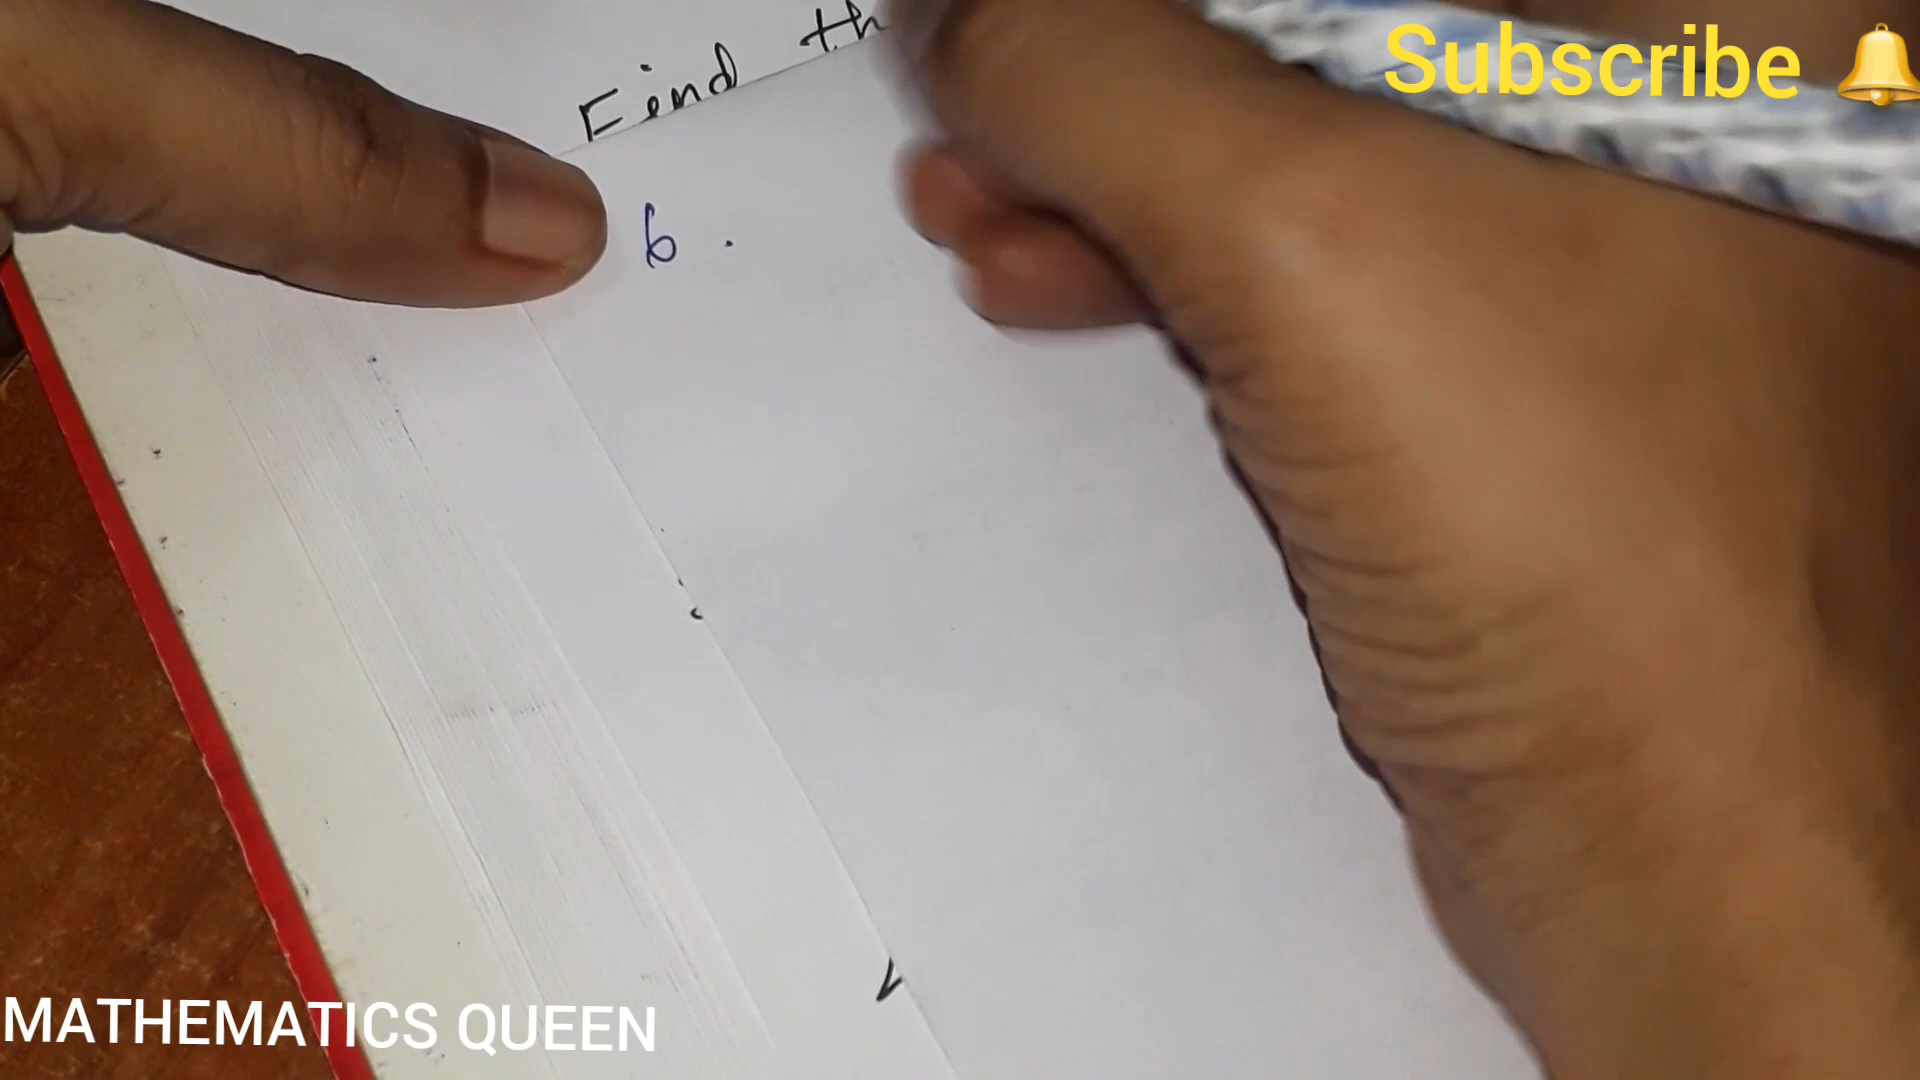 Subscribe 🔔
Find th
6 .
MATHEMATICS QUEEN